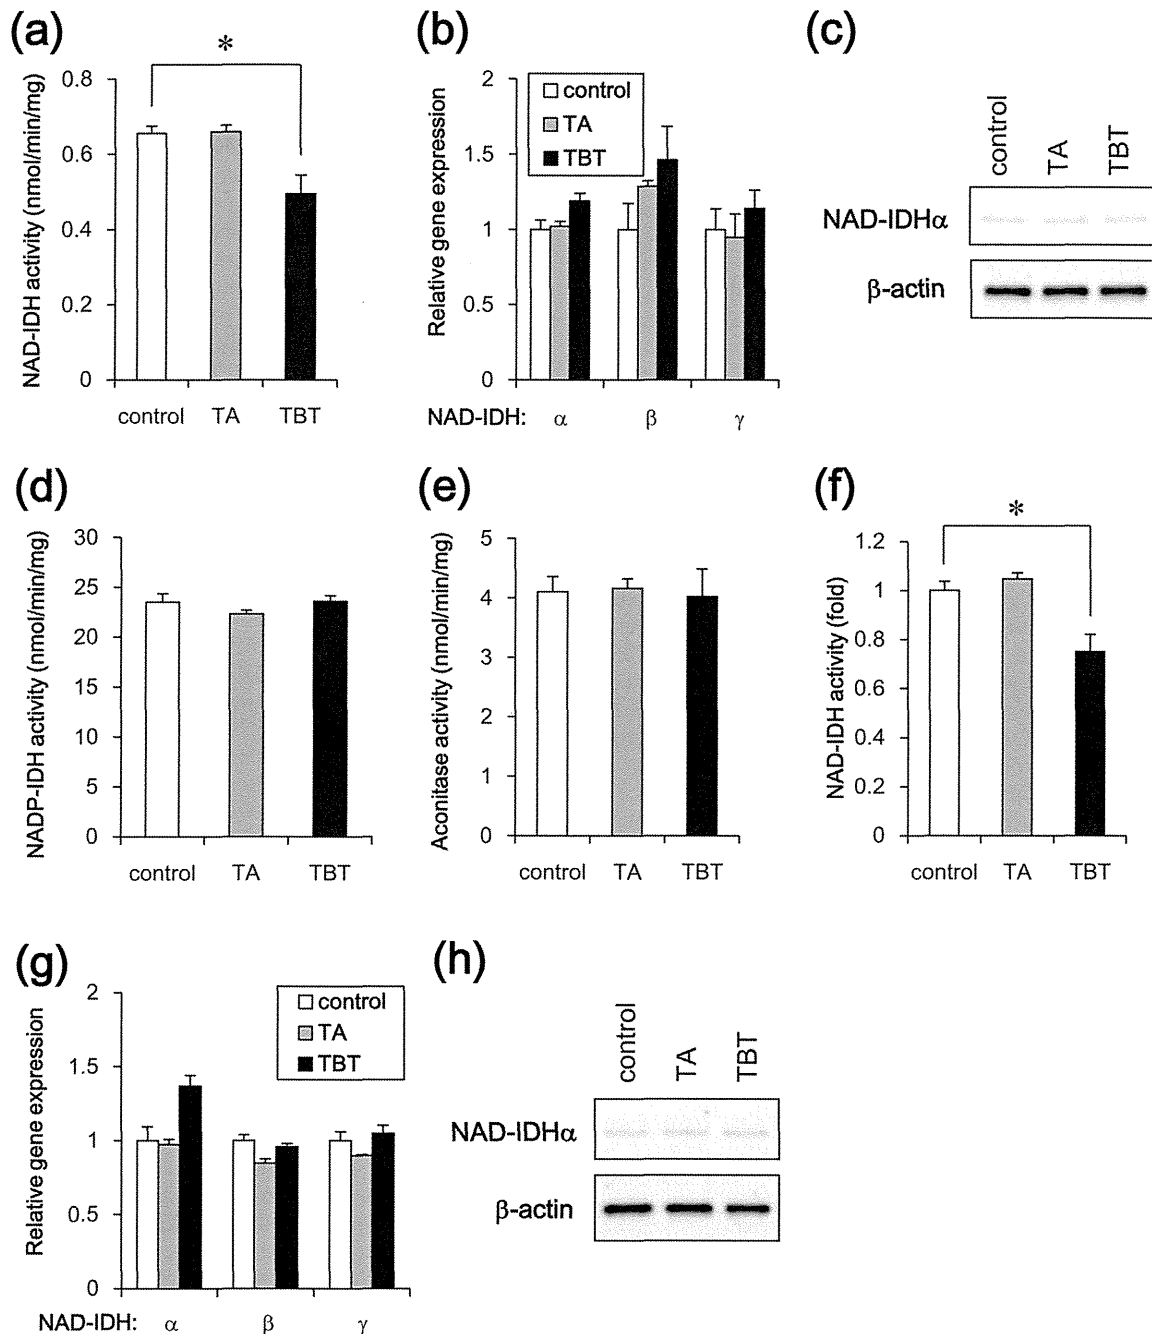 (a)
*
NAD-IDH activity (nmol/min/mg)
0.8
0.6
0.4
0.2
0
control TA TBT
(b)
Relative gene expression
2
1.5
1
0.5
0
control
TA
TBT
NAD-IDH: α β γ
(c)
control TA TBT
NAD-IDHα
β-actin
(d)
NADP-IDH activity (nmol/min/mg)
30
25
20
15
10
5
0
control TA TBT
(e)
Aconitase activity (nmol/min/mg)
5
4
3
2
1
0
control TA TBT
(f)
*
NAD-IDH activity (fold)
1.2
1
0.8
0.6
0.4
0.2
0
control TA TBT
(g)
Relative gene expression
2
1.5
1
0.5
0
control
TA
TBT
NAD-IDH: α β γ
(h)
control TA TBT
NAD-IDHα
β-actin